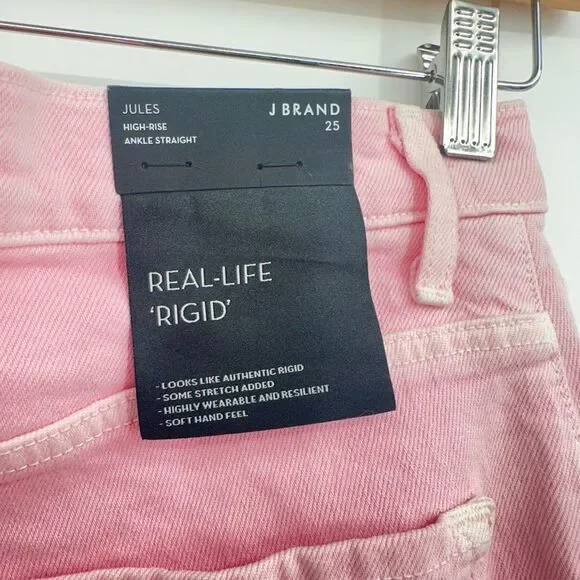 JULES J BRAND
HIGH-RISE 25
ANKLE STRAIGHT
REAL-LIFE
'RIGID'
- LOOKS LIKE AUTHENTIC RIGID
- SOME STRETCH ADDED
- HIGHLY WEARABLE AND RESILIENT
- SOFT HAND FEEL